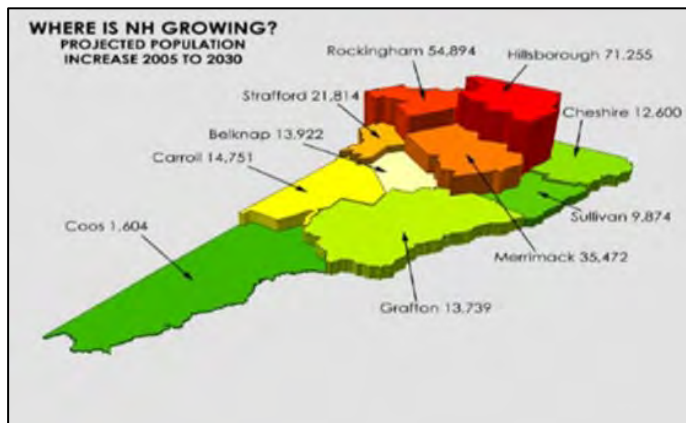 WHERE IS NH GROWING?
PROJECTED POPULATION
INCREASE 2005 TO 2030
Rockingham 54,894
Hillsborough 71.255
Strafford 21,814
Cheshire 12.600
Belknap 13,922
Carroll 14,751
Coos 1,604
Sullivan 9,874
Merrimack 35,472
Grafton 13,739